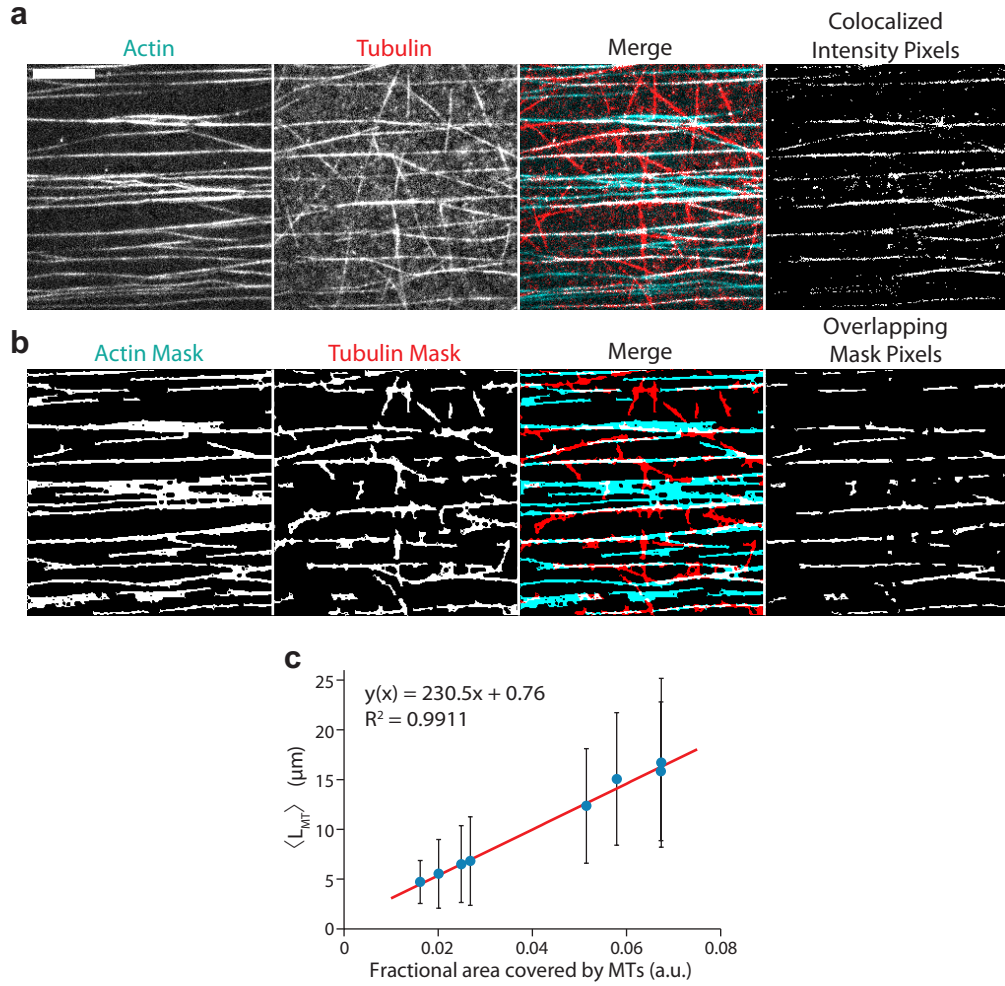 a
Actin
Tubulin
Merge
Colocalized
Intensity Pixels
b
Actin Mask
Tubulin Mask
Merge
Overlapping
Mask Pixels
c
y(x) = 230.5x + 0.76
R² = 0.9911
⟨L_MT⟩ (μm)
25
20
15
10
5
0
0
0.02
0.04
0.06
0.08
Fractional area covered by MTs (a.u.)